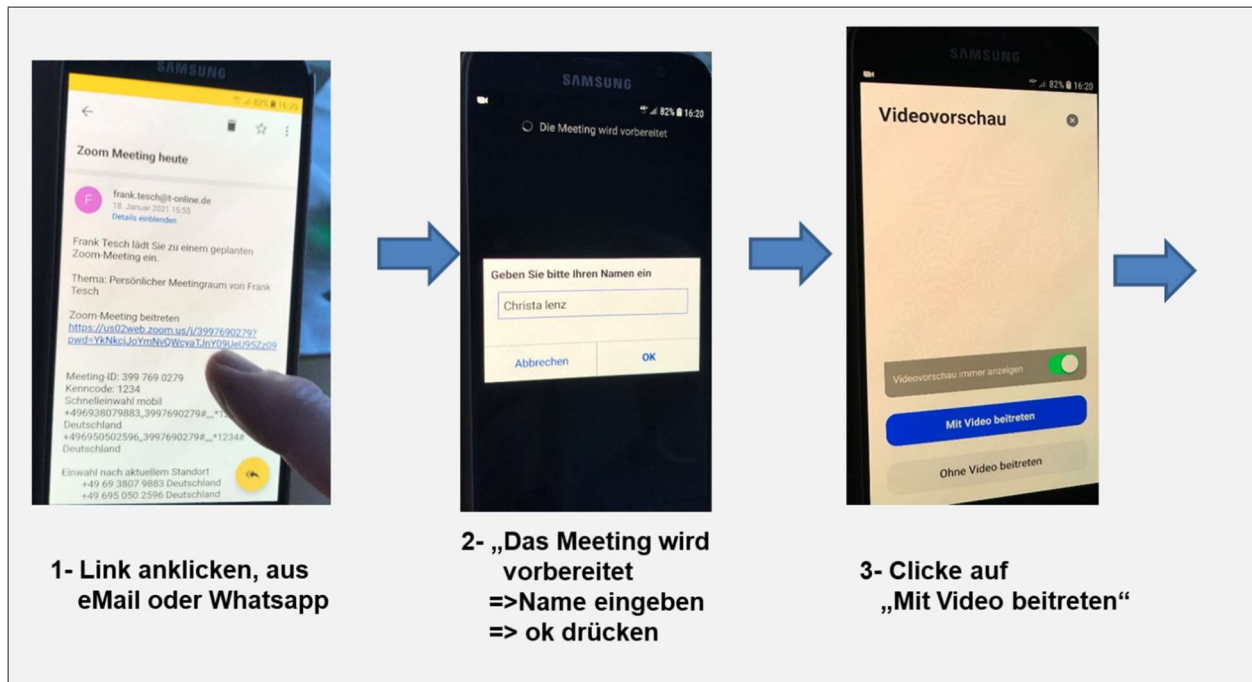 SAMSUNG
82% 16:20
Zoom Meeting heute
F
frank.tesch@t-online.de
18. Januar 2021 15:55
Details einblenden
Frank Tesch lädt Sie zu einem geplanten
Zoom-Meeting ein.
Thema: Persönlicher Meetingraum von Frank
Tesch
Zoom-Meeting beitreten
https://us02web.zoom.us/j/3997690279?
Meeting-ID: 399 769 0279
Kenncode: 1234
Schnelleinwahl mobil
+496938079883,,3997690279#,,,,*12
Deutschland
+496950502596,,3997690279#,,,,*1234#
Deutschland
Einwahl nach aktuellem Standort
+49 69 3807 9883 Deutschland
+49 695 050 2596 Deutschland
1- Link anklicken, aus
eMail oder Whatsapp
SAMSUNG
82% 16:20
Die Meeting wird vorbereitet
Geben Sie bitte Ihren Namen ein
Christa lenz
Abbrechen OK
2- „Das Meeting wird
vorbereitet
=>Name eingeben
=> ok drücken
SAMSUNG
82% 16:20
Videovorschau
Videovorschau immer anzeigen
Mit Video beitreten
Ohne Video beitreten
3- Clicke auf
„Mit Video beitreten“